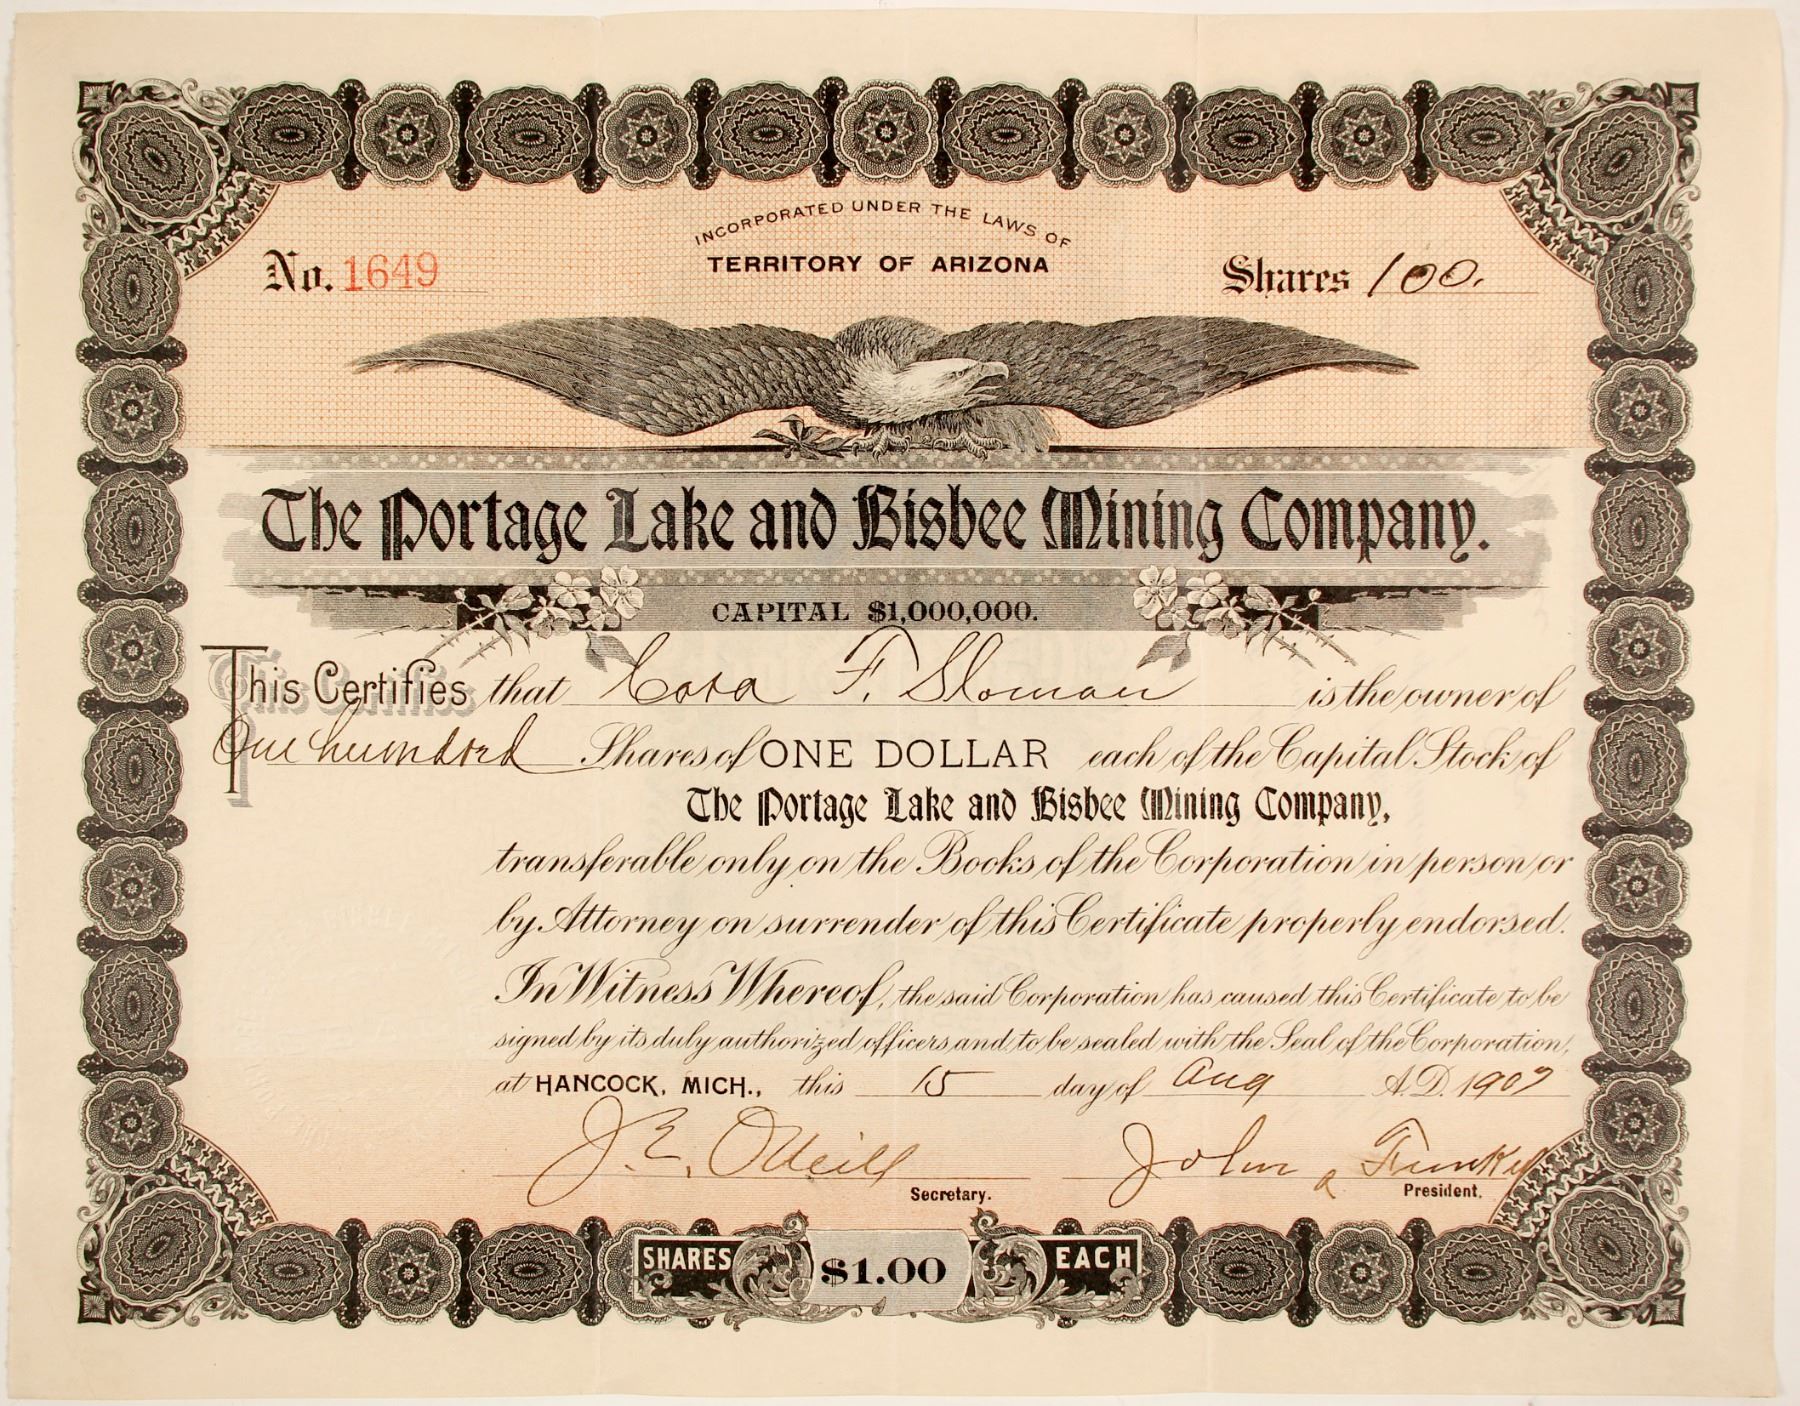 INCORPORATED UNDER THE LAWS OF
TERRITORY OF ARIZONA
No. 1649
Shares 100.
The Portage Lake and Bisbee Mining Company.
CAPITAL $1,000,000.
This Certifies that Cora F. Sloman is the owner of
One hundred Shares of ONE DOLLAR each of the Capital Stock of
The Portage Lake and Bisbee Mining Company,
transferable only on the Books of the Corporation in person or
by Attorney on surrender of this Certificate properly endorsed.
In Witness Whereof, the said Corporation has caused this Certificate to be
signed by its duly authorized officers and to be sealed with the Seal of the Corporation,
at HANCOCK, MICH., this 15 day of Aug A.D. 1907
J. E. O'Neill John a Funkey
Secretary. President.
SHARES $1.00 EACH